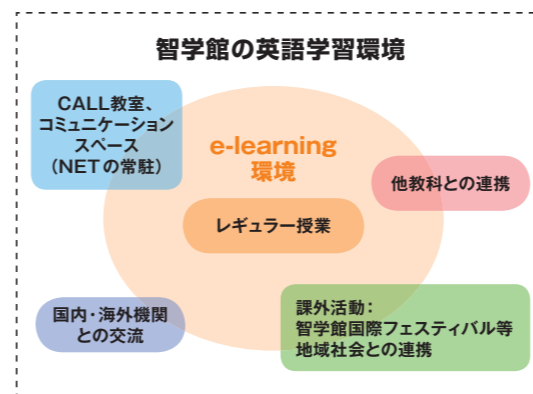 智学館の英語学習環境
CALL教室、
コミュニケーション
スペース
（NETの常駐）
e-learning
環境
他教科との連携
レギュラー授業
国内・海外機関
との交流
課外活動：
智学館国際フェスティバル等
地域社会との連携